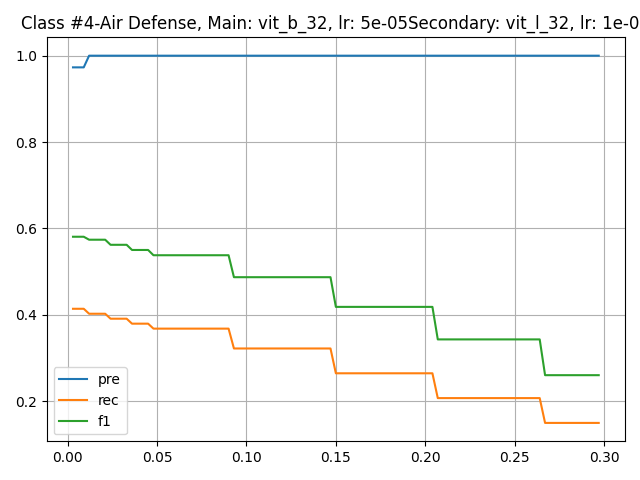 Class #4-Air Defense, Main: vit_b_32, lr: 5e-05Secondary: vit_l_32, lr: 1e-0
1.0
0.8
0.6
0.4
0.2
pre
rec
f1
0.00 0.05 0.10 0.15 0.20 0.25 0.30